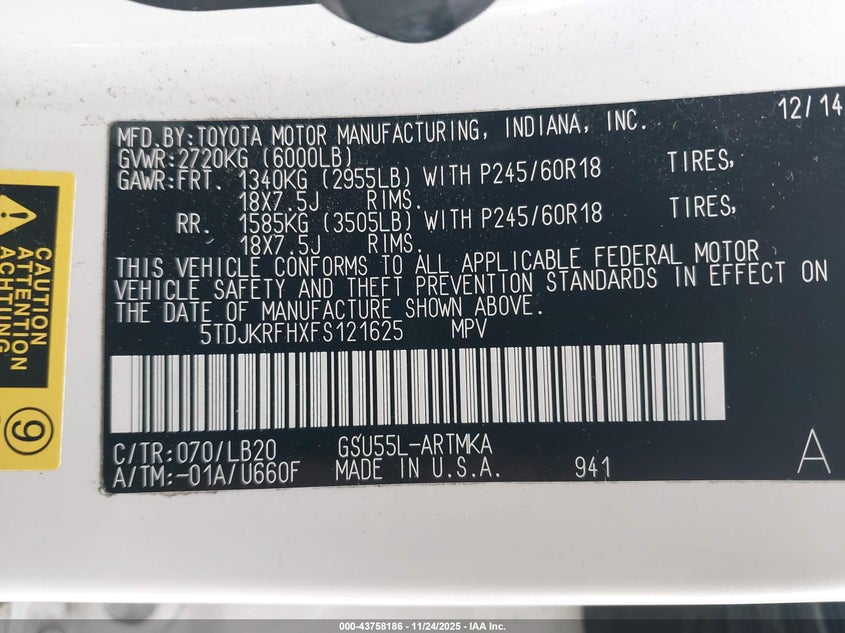 12/14
MFD.BY:TOYOTA MOTOR MANUFACTURING, INDIANA, INC.
GVWR:2720KG (6000LB)
GAWR:FRT. 1340KG (2955LB) WITH P245/60R18 TIRES,
18X7.5J RIMS.
RR. 1585KG (3505LB) WITH P245/60R18 TIRES,
18X7.5J RIMS.
THIS VEHICLE CONFORMS TO ALL APPLICABLE FEDERAL MOTOR
VEHICLE SAFETY AND THEFT PREVENTION STANDARDS IN EFFECT ON
THE DATE OF MANUFACTURE SHOWN ABOVE.
5TDJKRFHXFS121625 MPV
C/TR:070/LB20 GSU55L-ARTMKA
A/TM:-01A/U660F MADE IN U.S.A. 941 A
CAUTION
ATTENTION
ACHTUNG
9
000-43758186 - 11/24/2025 - IAA Inc.